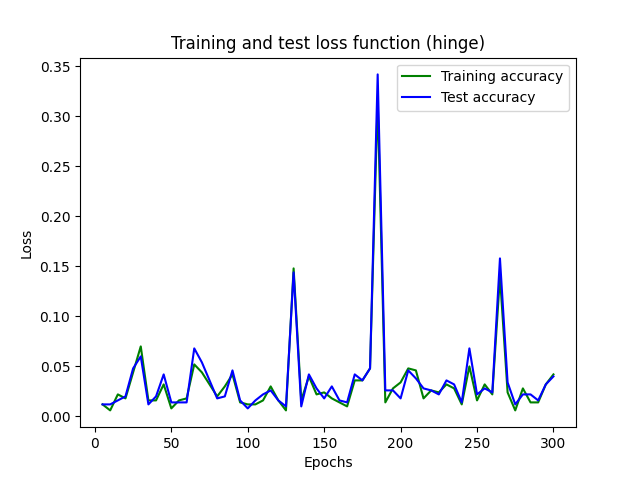 Training and test loss function (hinge)
Training accuracy
Test accuracy
Loss
0.35
0.30
0.25
0.20
0.15
0.10
0.05
0.00
0 50 100 150 200 250 300
Epochs